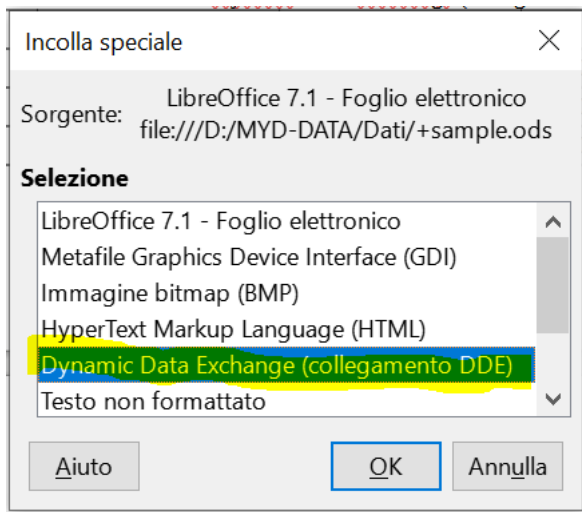 Incolla speciale
Sorgente:
LibreOffice 7.1 - Foglio elettronico
file:///D:/MYD-DATA/Dati/+sample.ods
Selezione
LibreOffice 7.1 - Foglio elettronico
Metafile Graphics Device Interface (GDI)
Immagine bitmap (BMP)
HyperText Markup Language (HTML)
Dynamic Data Exchange (collegamento DDE)
Testo non formattato
Aiuto
OK
Annulla